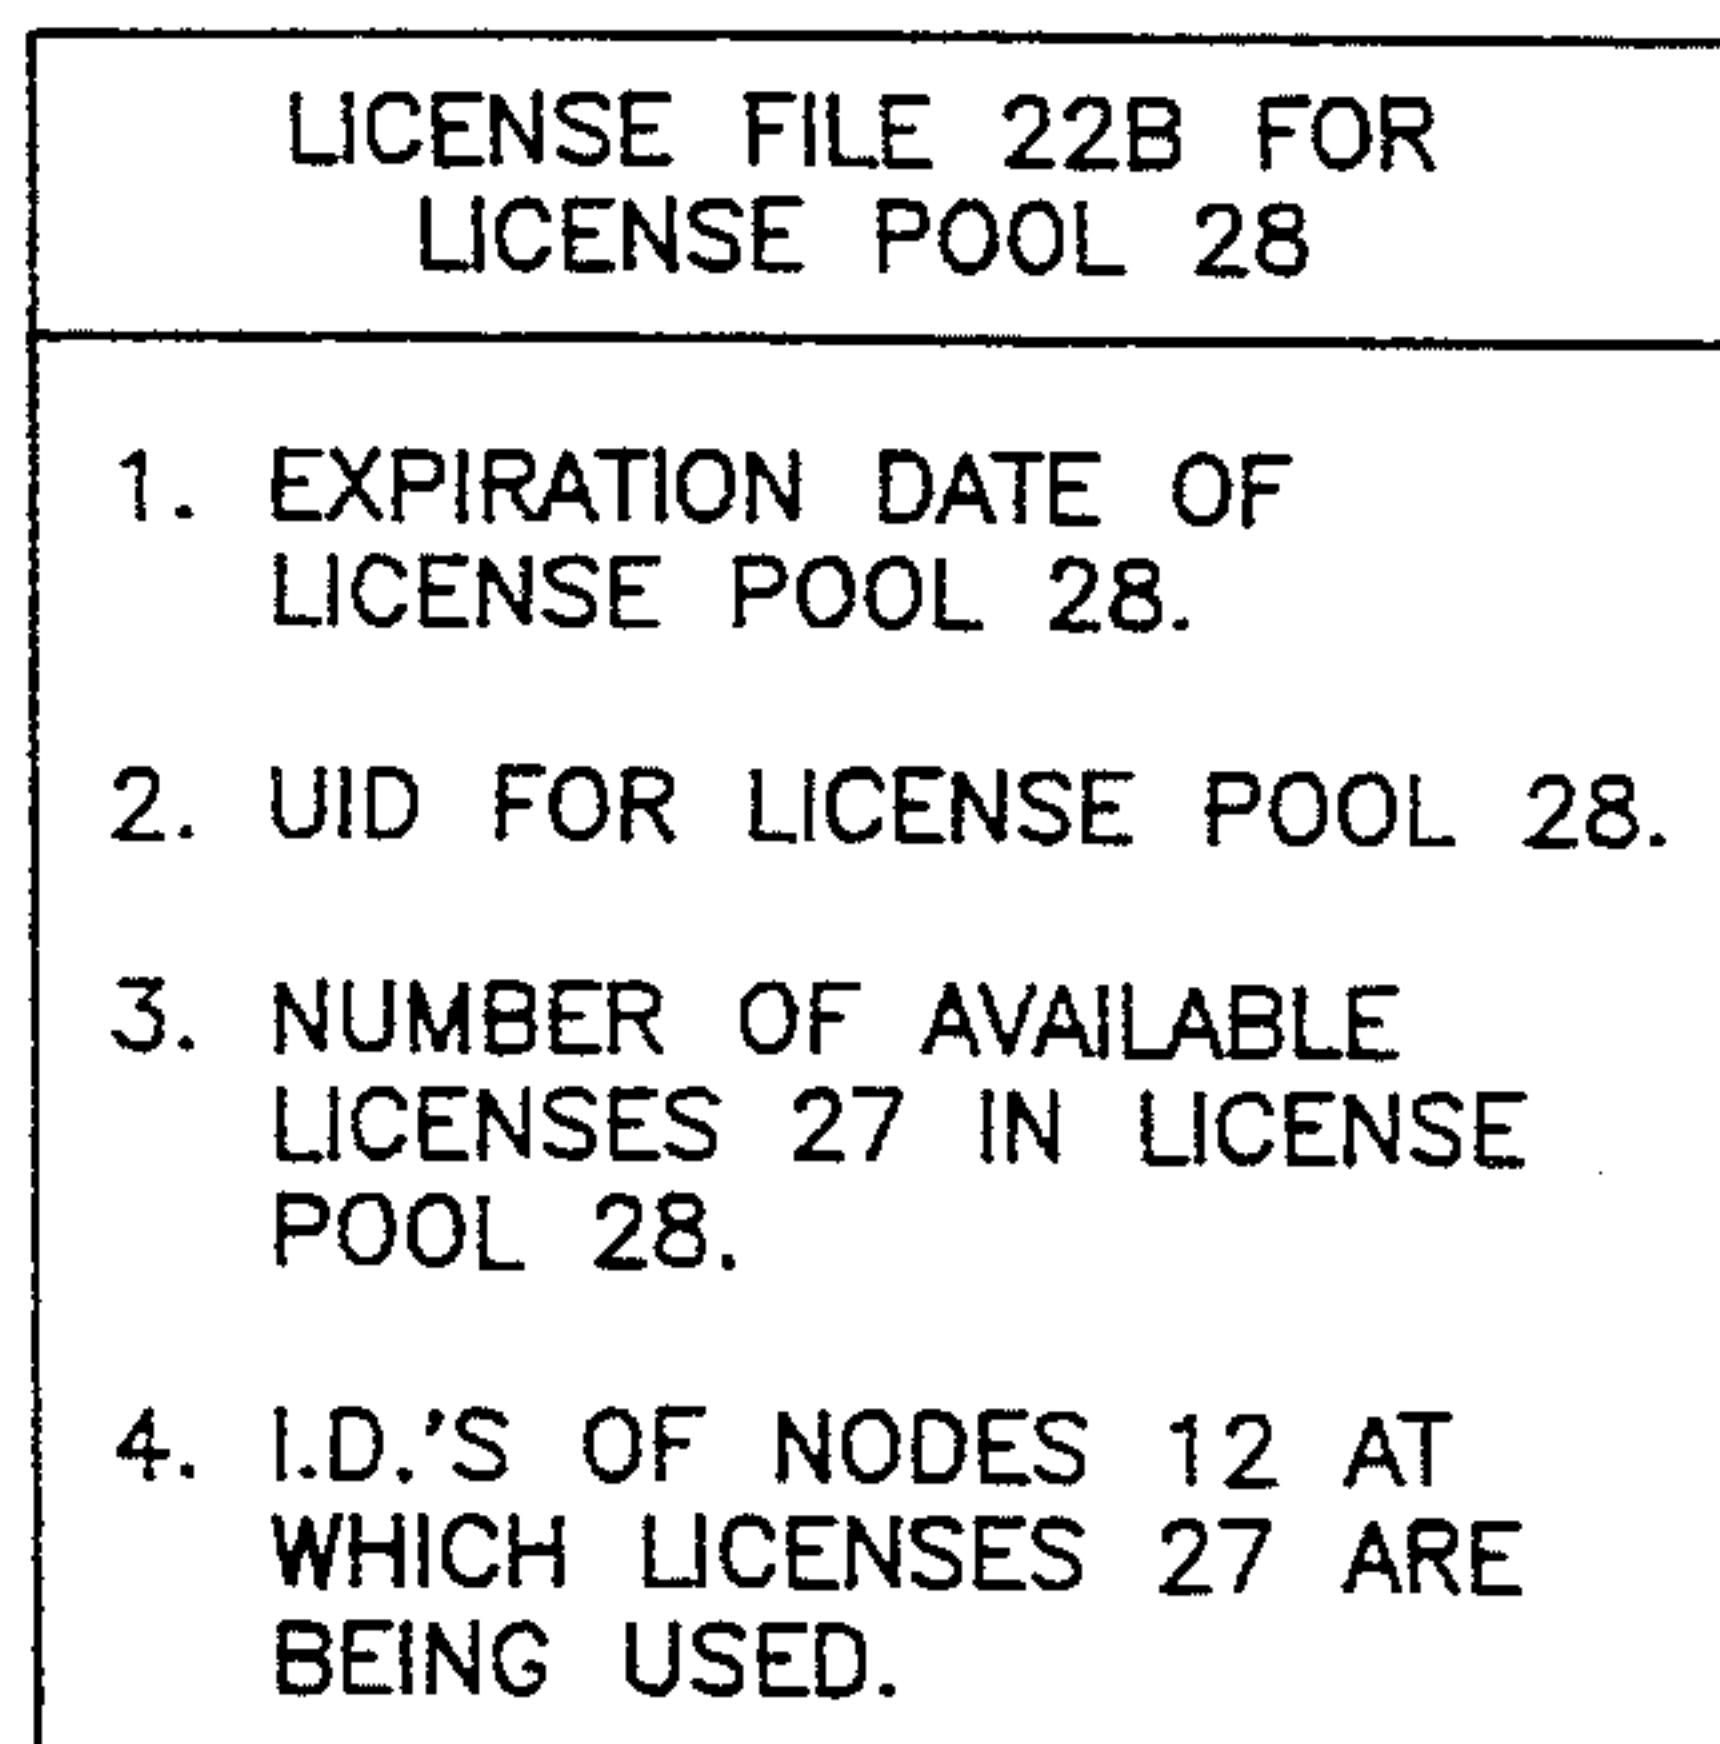 LICENSE FILE 22B FOR
LICENSE POOL 28
1. EXPIRATION DATE OF
LICENSE POOL 28.
2. UID FOR LICENSE POOL 28.
3. NUMBER OF AVAILABLE
LICENSES 27 IN LICENSE
POOL 28.
4. I.D.'S OF NODES 12 AT
WHICH LICENSES 27 ARE
BEING USED.